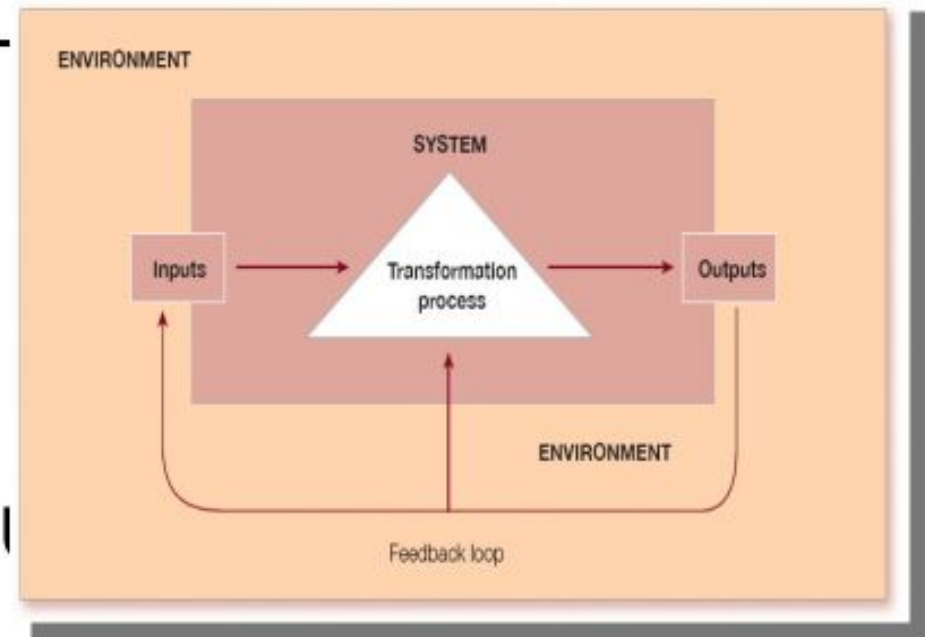 ENVIRONMENT
SYSTEM
Inputs
Transformation
process
Outputs
ENVIRONMENT
Feedback loop